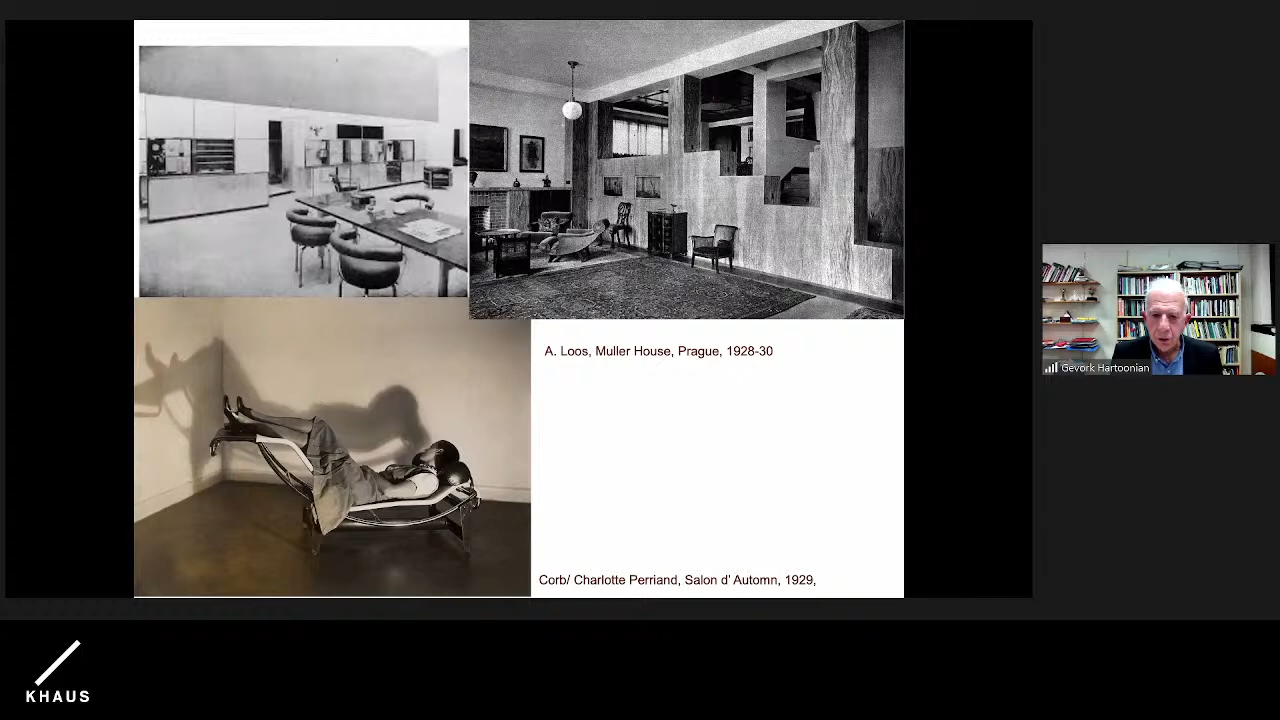 A. Loos, Muller House, Prague, 1928-30
Gevork Hartoonian
Corb/ Charlotte Perriand, Salon d' Automn, 1929,
KHAUS